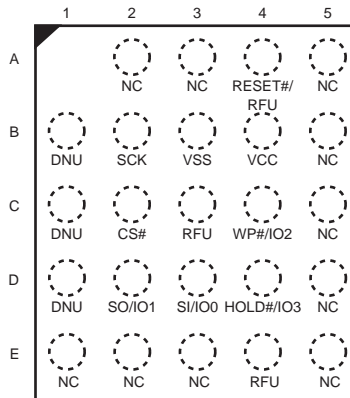 1 2 3 4 5
A
NC NC RESET#/ NC
RFU
B
DNU SCK VSS VCC NC
C
DNU CS# RFU WP#/IO2 NC
D
DNU SO/IO1 SI/IO0 HOLD#/IO3 NC
E
NC NC NC RFU NC